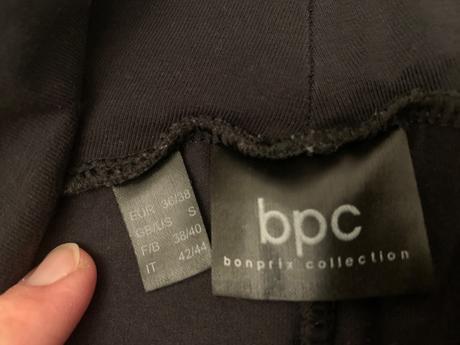 EUR 36/38
GB/US S
F/B 38/40
IT 42/44
bpc
bonprix collection